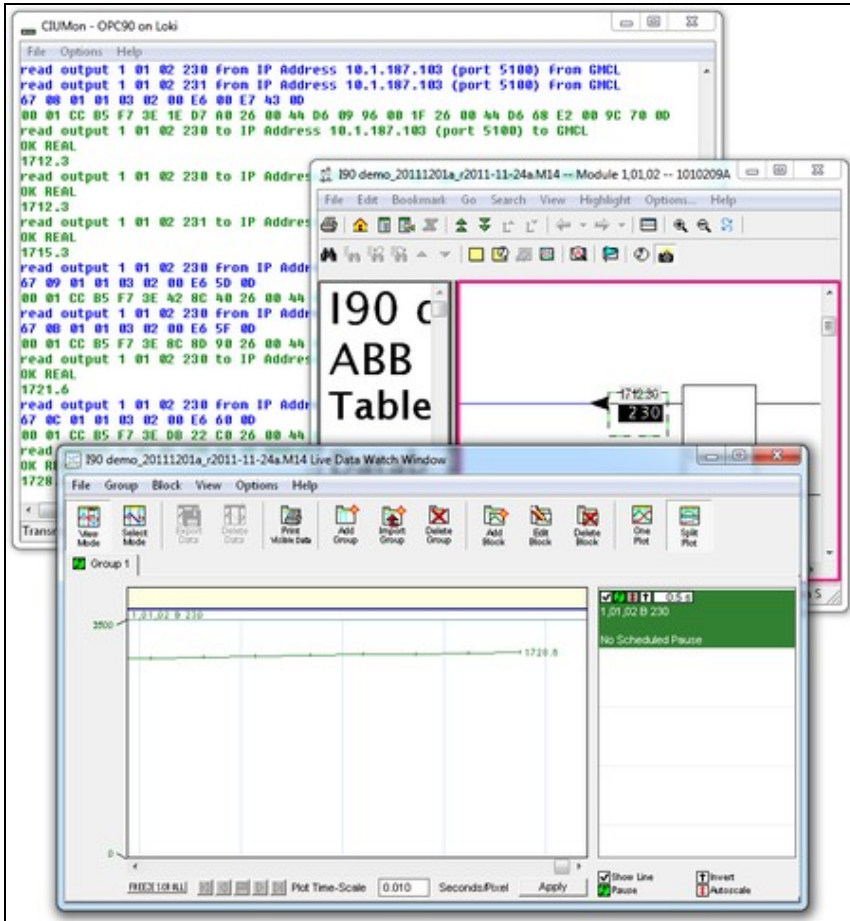 CIUMon - OPC90 on Loki
File Options Help
read output 1 01 02 230 from IP Address 10.1.187.103 (port 5100) from GMCL
read output 1 01 02 231 from IP Address 10.1.187.103 (port 5100) from GMCL
67 08 01 01 03 02 00 E6 00 E7 43 0D
00 01 CC B5 F7 3E 1E D7 A0 26 00 44 D6 09 96 00 1F 26 00 44 D6 68 E2 00 9C 70 0D
read output 1 01 02 230 to IP Address 10.1.187.103 (port 5100) to GMCL
OK REAL
1712.3
read output 1 01 02 230 to IP Addres
OK REAL
1712.3
read output 1 01 02 231 to IP Addres
OK REAL
1715.3
read output 1 01 02 230 from IP Addr
67 09 01 01 03 02 00 E6 5D 0D
00 01 CC B5 F7 3E 42 8C 40 26 00 44
read output 1 01 02 230 from IP Addr
67 0B 01 01 03 02 00 E6 5F 0D
00 01 CC B5 F7 3E 8C 8D 90 26 00 44
read output 1 01 02 230 to IP Addres
OK REAL
1721.6
read output 1 01 02 230 from IP Addr
67 0C 01 01 03 02 00 E6 60 0D
00 01 CC B5 F7 3E D8 22 C0 26 00 44
read
OK RE
1728
Transm
I90 demo_20111201a_r2011-11-24a.M14 -- Module 1,01,02 -- 1010209A
File Edit Bookmark Go Search View Highlight Options... Help
I90 d
ABB
Table
1712.30
230
S
I90 demo_20111201a_r2011-11-24a.M14 Live Data Watch Window
File Group Block View Options Help
View Mode
Select Mode
Export Data
Delete Data
Print Visible Data
Add Group
Import Group
Delete Group
Add Block
Edit Block
Delete Block
One Plot
Split Plot
Group 1
1,01,02 B 230
3500
1728.6
0
0.5 s
1,01,02 B 230
No Scheduled Pause
FREEZE (OR ALL)
Plot Time-Scale 0.010 Seconds/Pixel Apply
Show Line
Invert
Pause
Autoscale